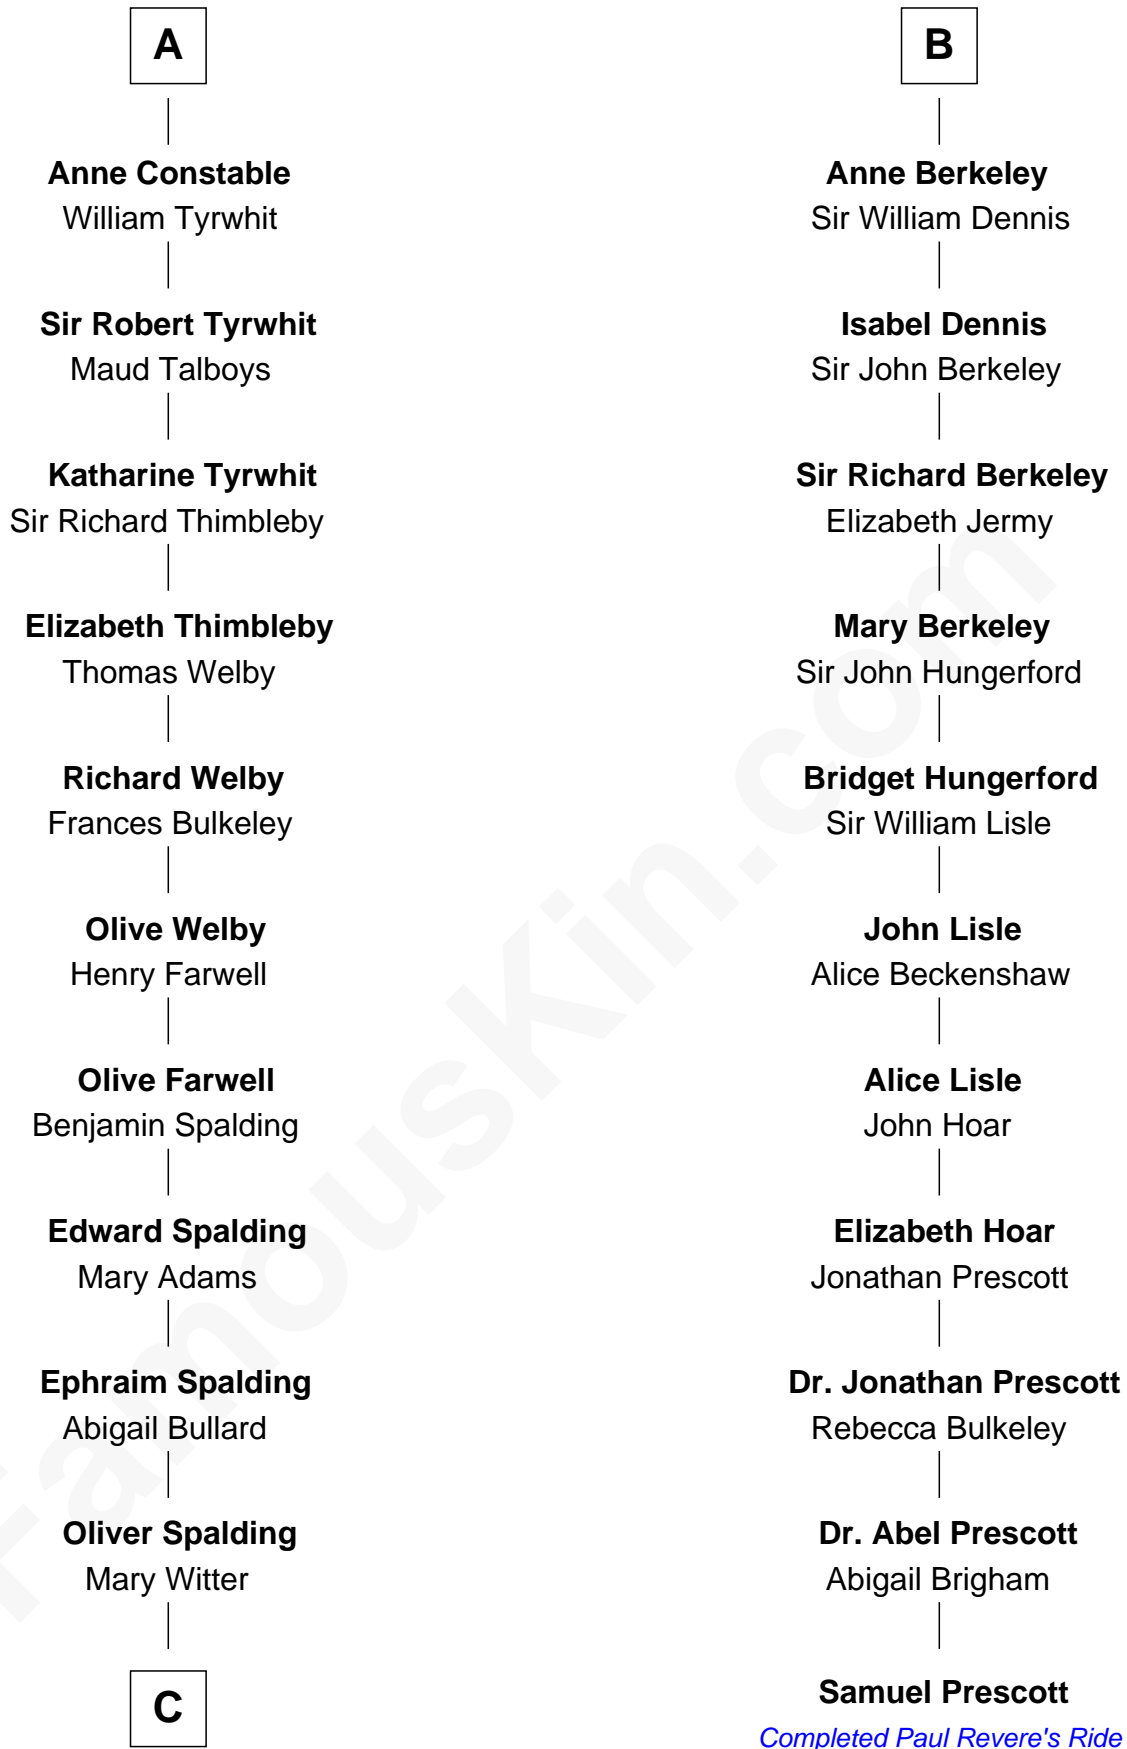 A
Anne Constable
William Tyrwhit
Sir Robert Tyrwhit
Maud Talboys
Katharine Tyrwhit
Sir Richard Thimbleby
Elizabeth Thimbleby
Thomas Welby
Richard Welby
Frances Bulkeley
Olive Welby
Henry Farwell
Olive Farwell
Benjamin Spalding
Edward Spalding
Mary Adams
Ephraim Spalding
Abigail Bullard
Oliver Spalding
Mary Witter
C
B
Anne Berkeley
Sir William Dennis
Isabel Dennis
Sir John Berkeley
Sir Richard Berkeley
Elizabeth Jermy
Mary Berkeley
Sir John Hungerford
Bridget Hungerford
Sir William Lisle
John Lisle
Alice Beckenshaw
Alice Lisle
John Hoar
Elizabeth Hoar
Jonathan Prescott
Dr. Jonathan Prescott
Rebecca Bulkeley
Dr. Abel Prescott
Abigail Brigham
Samuel Prescott
Completed Paul Revere's Ride
FamousKin.com